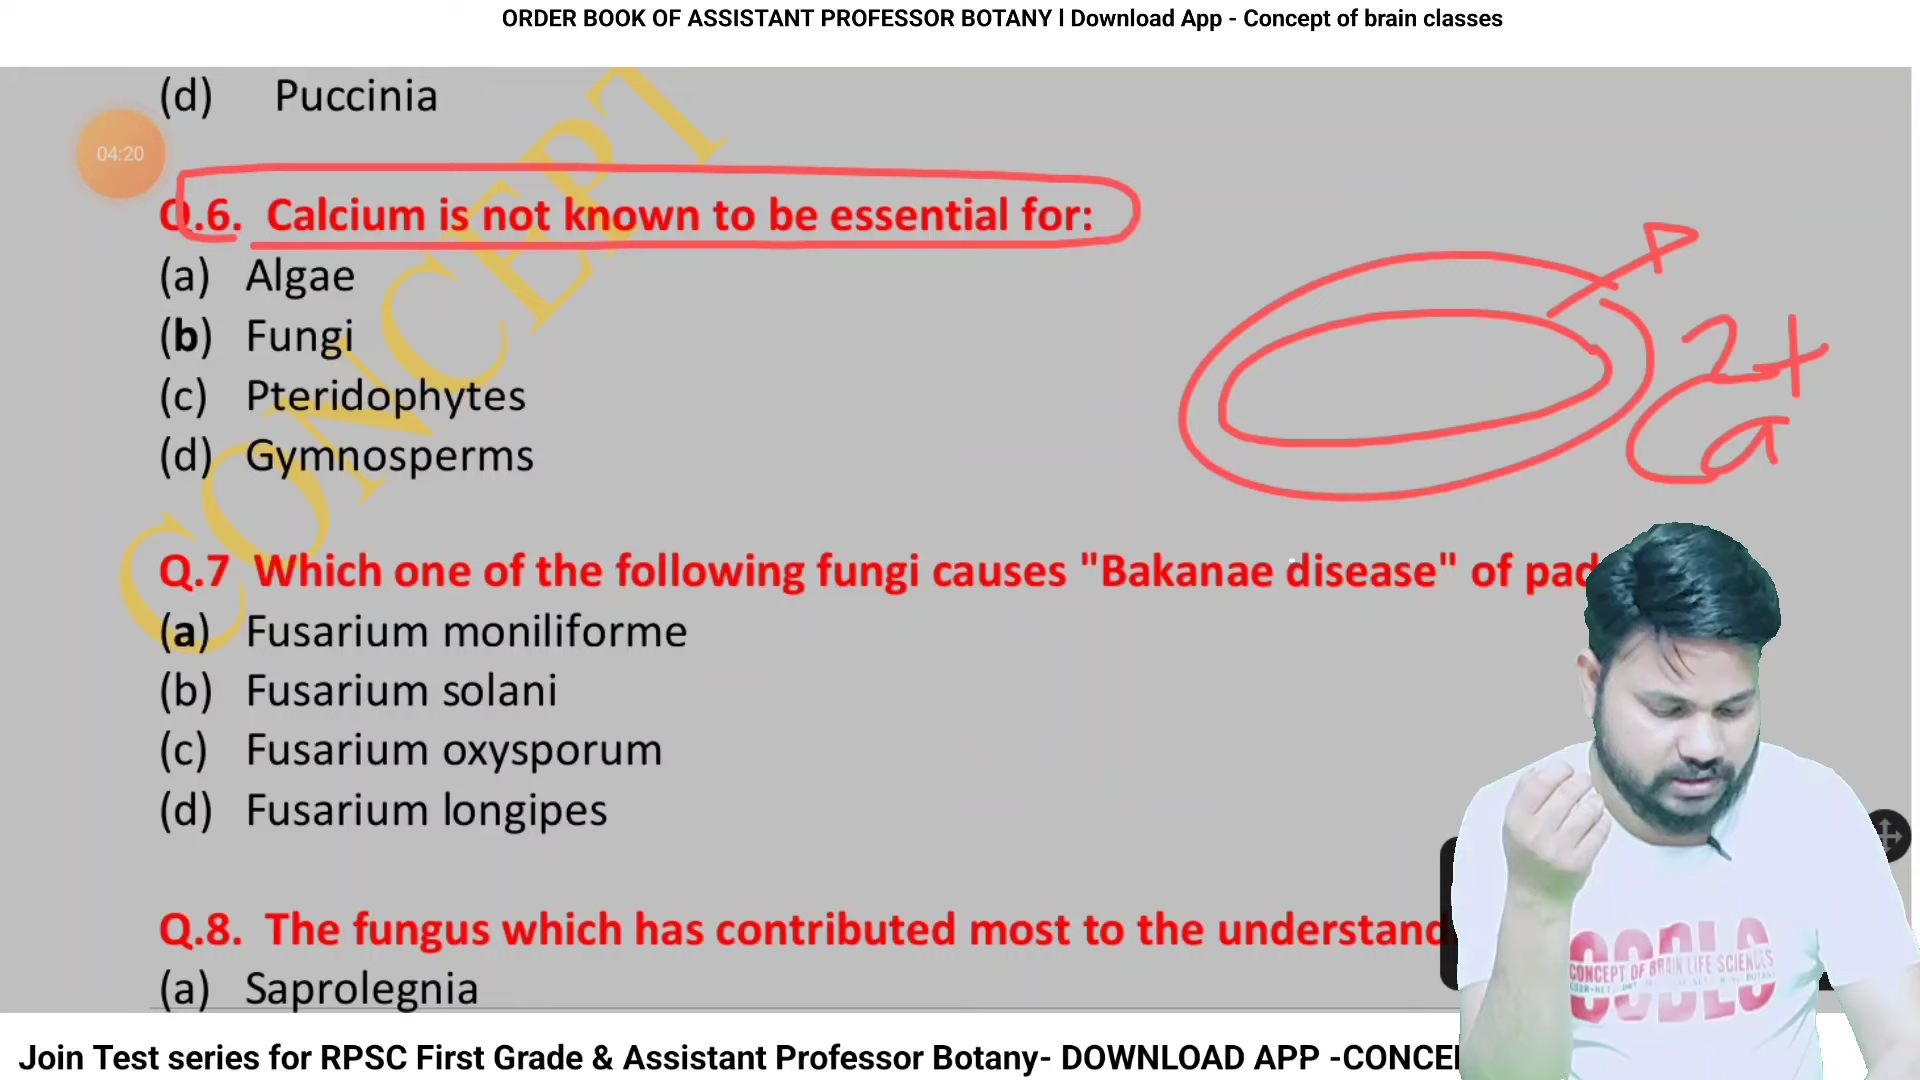 ORDER BOOK OF ASSISTANT PROFESSOR BOTANY l Download App - Concept of brain classes
(d) Puccinia
04:20
Q.6. Calcium is not known to be essential for:
(a) Algae
(b) Fungi
(c) Pteridophytes
(d) Gymnosperms
2+
Ca
CONCEPT
Q.7 Which one of the following fungi causes "Bakanae disease" of pad
(a) Fusarium moniliforme
(b) Fusarium solani
(c) Fusarium oxysporum
(d) Fusarium longipes
Q.8. The fungus which has contributed most to the understand
(a) Saprolegnia
CONCEPT OF BRAIN LIFE SCIENCES
Join Test series for RPSC First Grade & Assistant Professor Botany- DOWNLOAD APP -CONCE